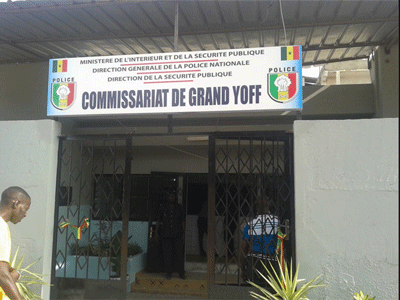 MINISTERE DE L'INTERIEUR ET DE LA SECURITE PUBLIQUE
DIRECTION GENERALE DE LA POLICE NATIONALE
DIRECTION DE LA SECURITE PUBLIQUE
POLICE
POLICE
COMMISSARIAT DE GRAND YOFF